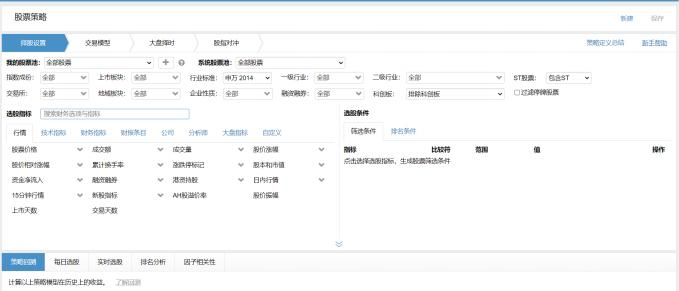 股票策略 新建 保存
择股设置 交易模型 大盘择时 股指对冲 策略定义总结 新手帮助
我的股票池: 全部股票 系统股票池: 全部股票
指数成份: 全部 上市板块: 全部 行业标准: 申万 2014 一级行业: 全部 二级行业: 全部 ST股票: 包含ST
交易所: 全部 地域板块: 全部 企业性质: 全部 融资融券: 全部 科创板: 排除科创板 过滤停牌股票
选股指标 搜索财务选项与指标 选股条件
行情 技术指标 财务指标 财报条目 公司 分析师 大盘指标 自定义 筛选条件 排名条件
股票价格 成交额 成交量 股价涨幅 指标 比较符 范围 值 操作
股价相对涨幅 累计换手率 涨跌停标记 股本和市值 点击选择选股指标，生成股票筛选条件
资金净流入 融资融券 港资持股 日内行情
15分钟行情 新股指标 AH股溢价率 股价振幅
上市天数 交易天数
策略回测 每日选股 实时选股 排名分析 因子相关性
计算以上策略模型在历史上的收益。 了解回测